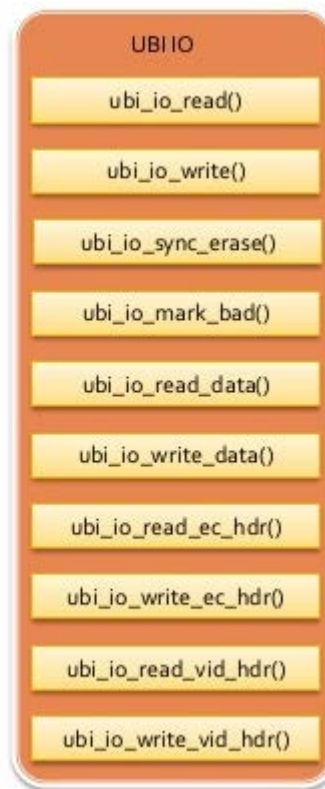 UBI IO
ubi_io_read()
ubi_io_write()
ubi_io_sync_erase()
ubi_io_mark_bad()
ubi_io_read_data()
ubi_io_write_data()
ubi_io_read_ec_hdr()
ubi_io_write_ec_hdr()
ubi_io_read_vid_hdr()
ubi_io_write_vid_hdr()